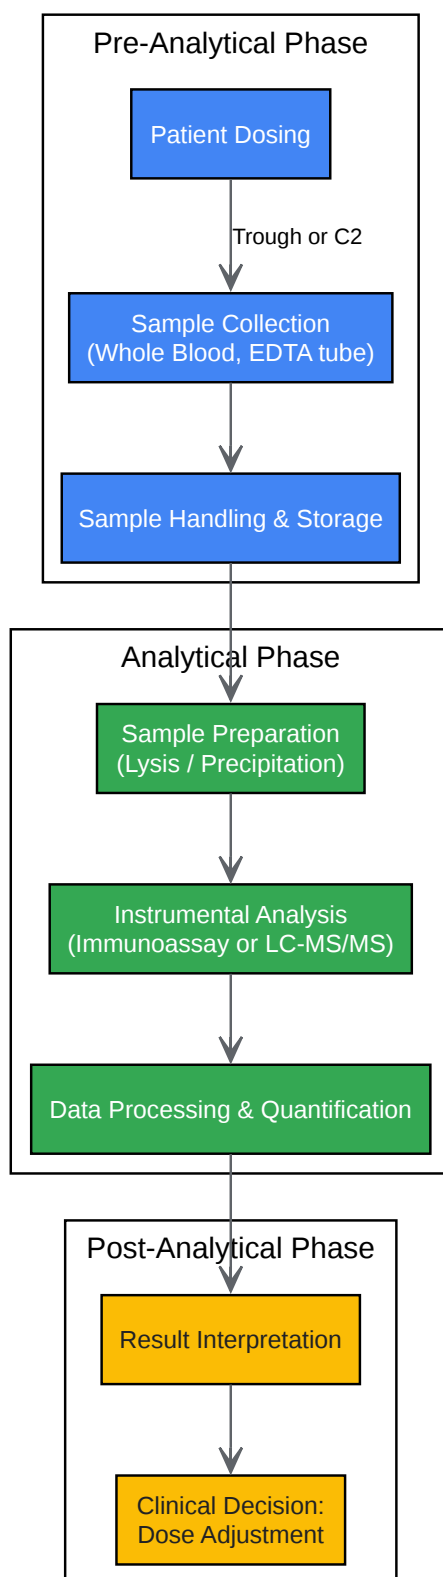 Pre-Analytical Phase
Patient Dosing
Trough or C2
Sample Collection
(Whole Blood, EDTA tube)
Sample Handling & Storage
Analytical Phase
Sample Preparation
(Lysis / Precipitation)
Instrumental Analysis
(Immunoassay or LC-MS/MS)
Data Processing & Quantification
Post-Analytical Phase
Result Interpretation
Clinical Decision:
Dose Adjustment